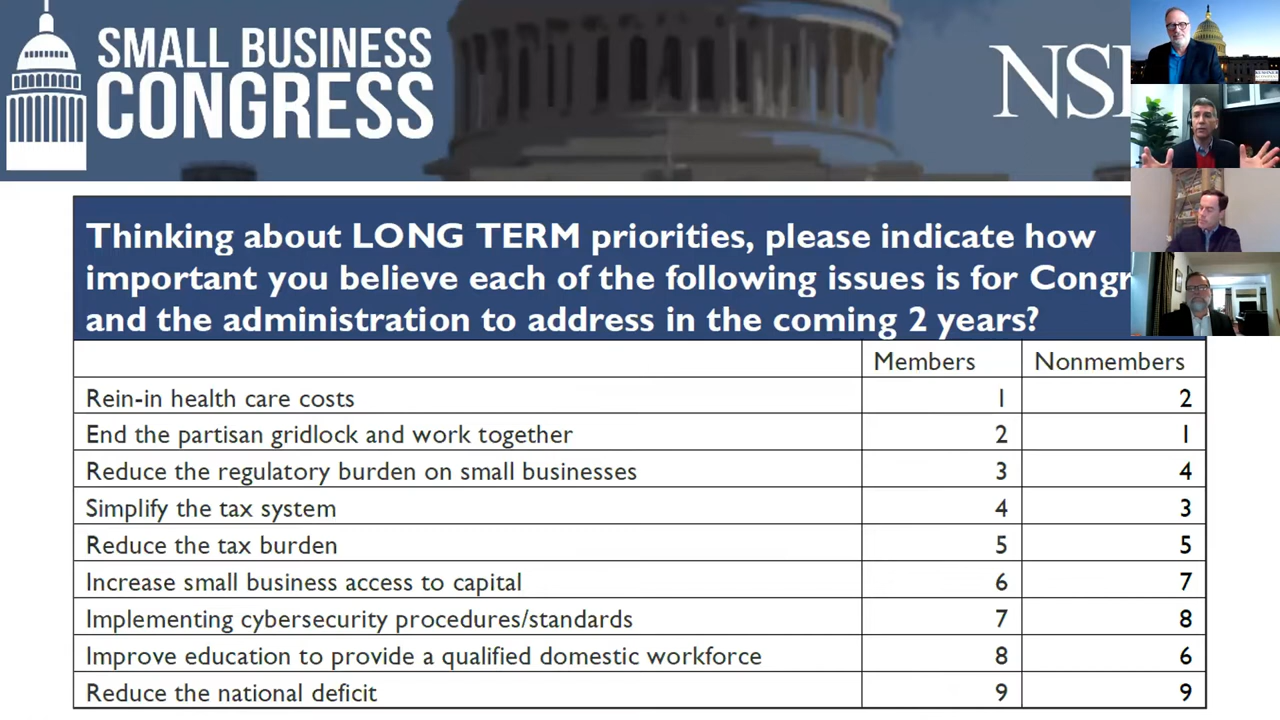 SMALL BUSINESS
CONGRESS
Thinking about LONG TERM priorities, please indicate how
important you believe each of the following issues is for Congr
and the administration to address in the coming 2 years?
Members Nonmembers
Rein-in health care costs 1 2
End the partisan gridlock and work together 2 1
Reduce the regulatory burden on small businesses 3 4
Simplify the tax system 4 3
Reduce the tax burden 5 5
Increase small business access to capital 6 7
Implementing cybersecurity procedures/standards 7 8
Improve education to provide a qualified domestic workforce 8 6
Reduce the national deficit 9 9